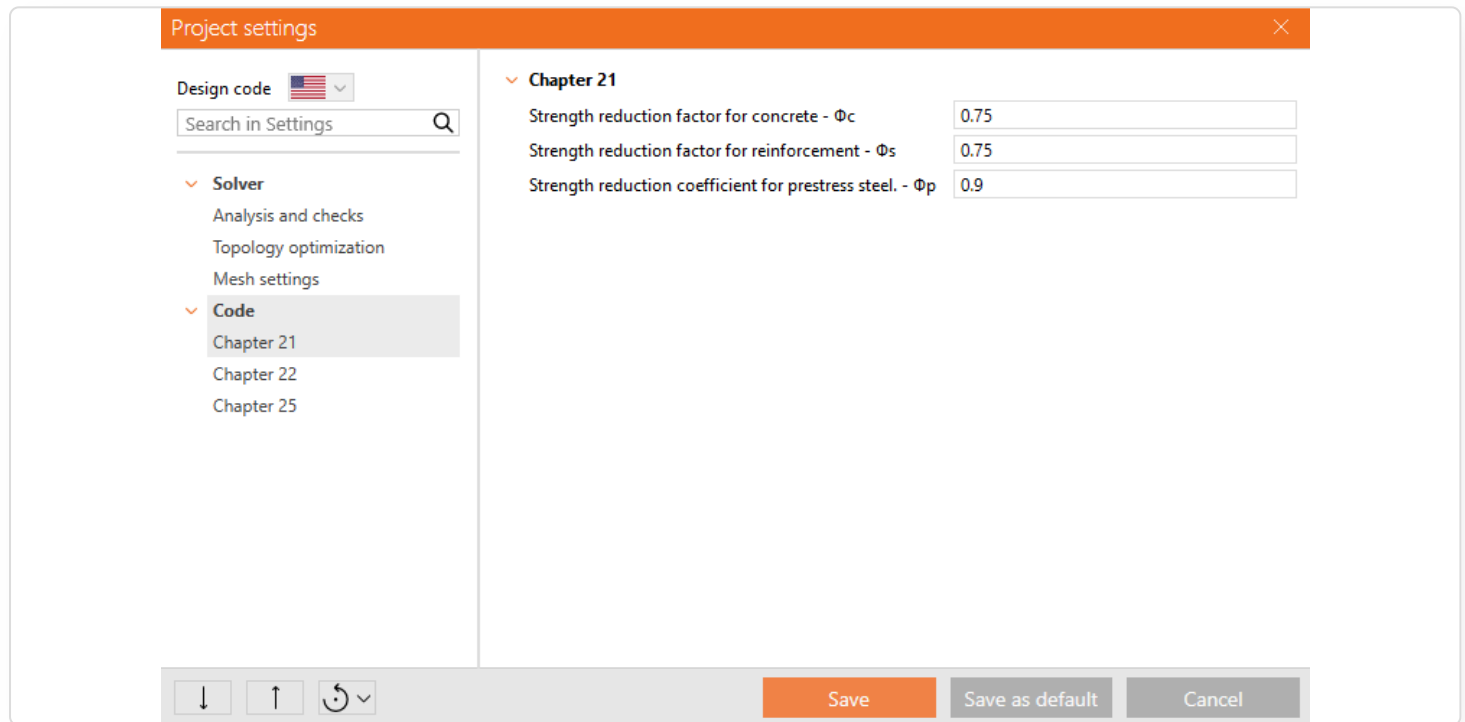 Project settings
Design code
Search in Settings
Solver
Analysis and checks
Topology optimization
Mesh settings
Code
Chapter 21
Chapter 22
Chapter 25
Chapter 21
Strength reduction factor for concrete - Φc 0.75
Strength reduction factor for reinforcement - Φs 0.75
Strength reduction coefficient for prestress steel. - Φp 0.9
Save Save as default Cancel